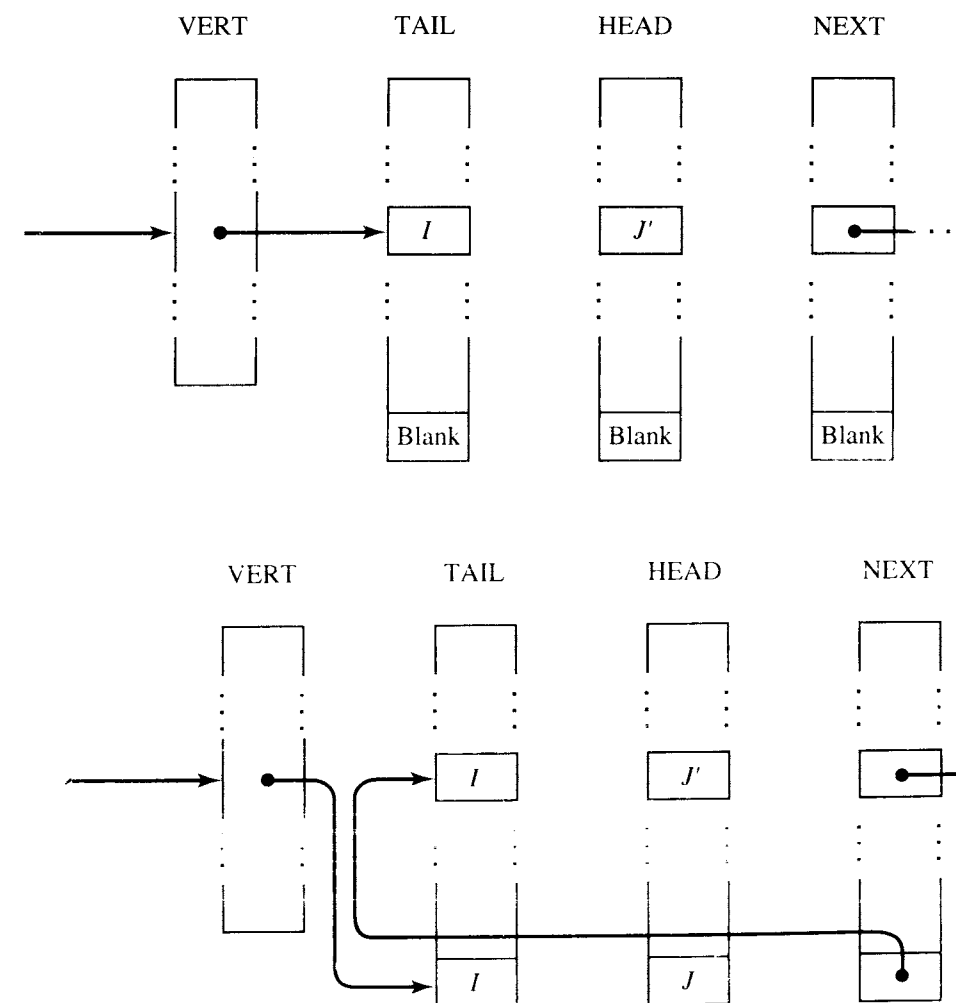 VERT TAIL HEAD NEXT
I J' 
Blank Blank Blank
VERT TAIL HEAD NEXT
I J'
I J